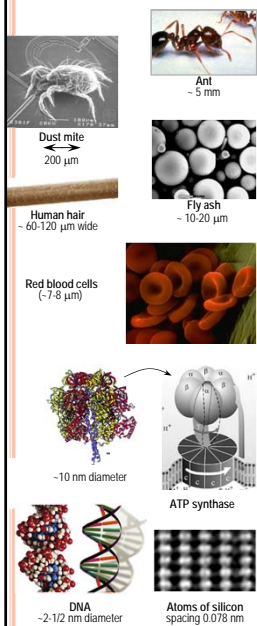 Ant
~ 5 mm
Dust mite
200 μm
Human hair
~ 60-120 μm wide
Fly ash
~ 10-20 μm
Red blood cells
(~7-8 μm)
β
α
α
β
β
α
H⁺
H⁺
c
c
c
~10 nm diameter
ATP synthase
DNA
~2-1/2 nm diameter
Atoms of silicon
spacing 0.078 nm